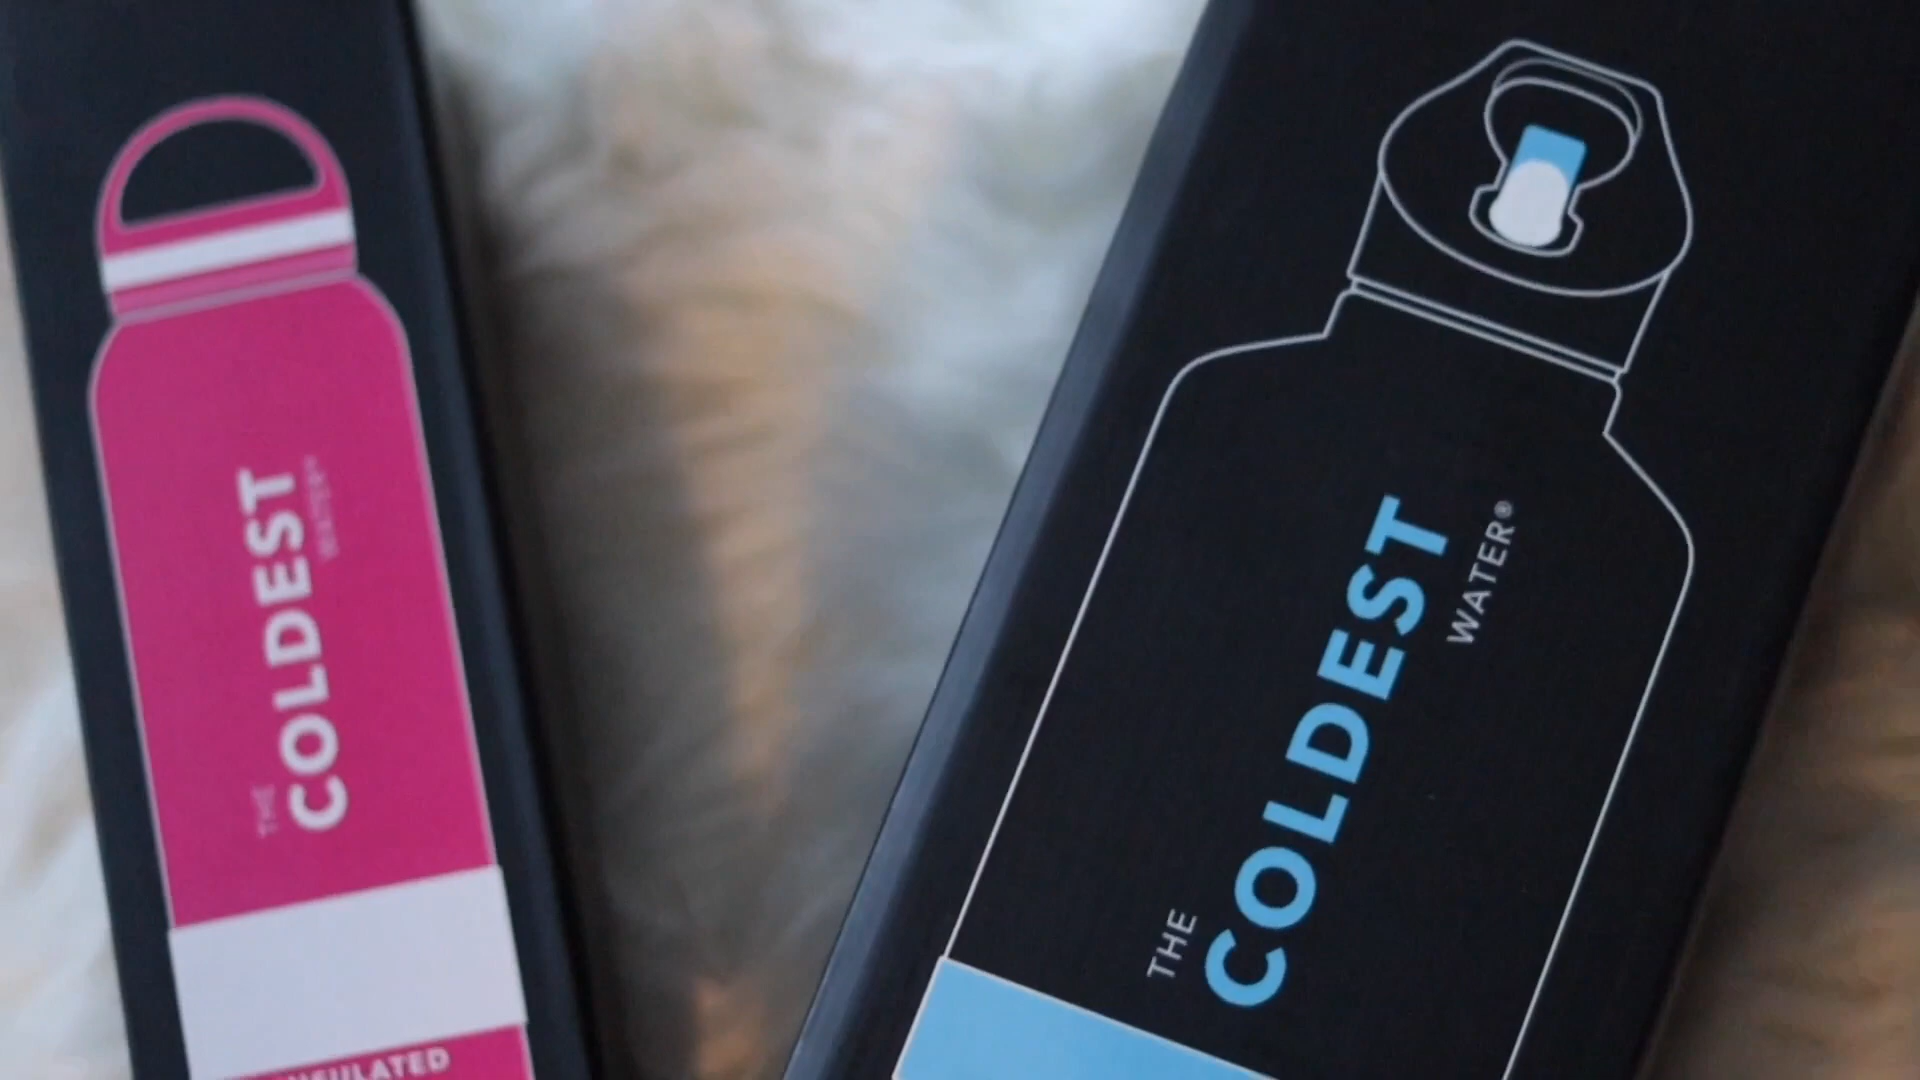 THE
COLDEST
WATER
INSULATED
THE
COLDEST
WATER®